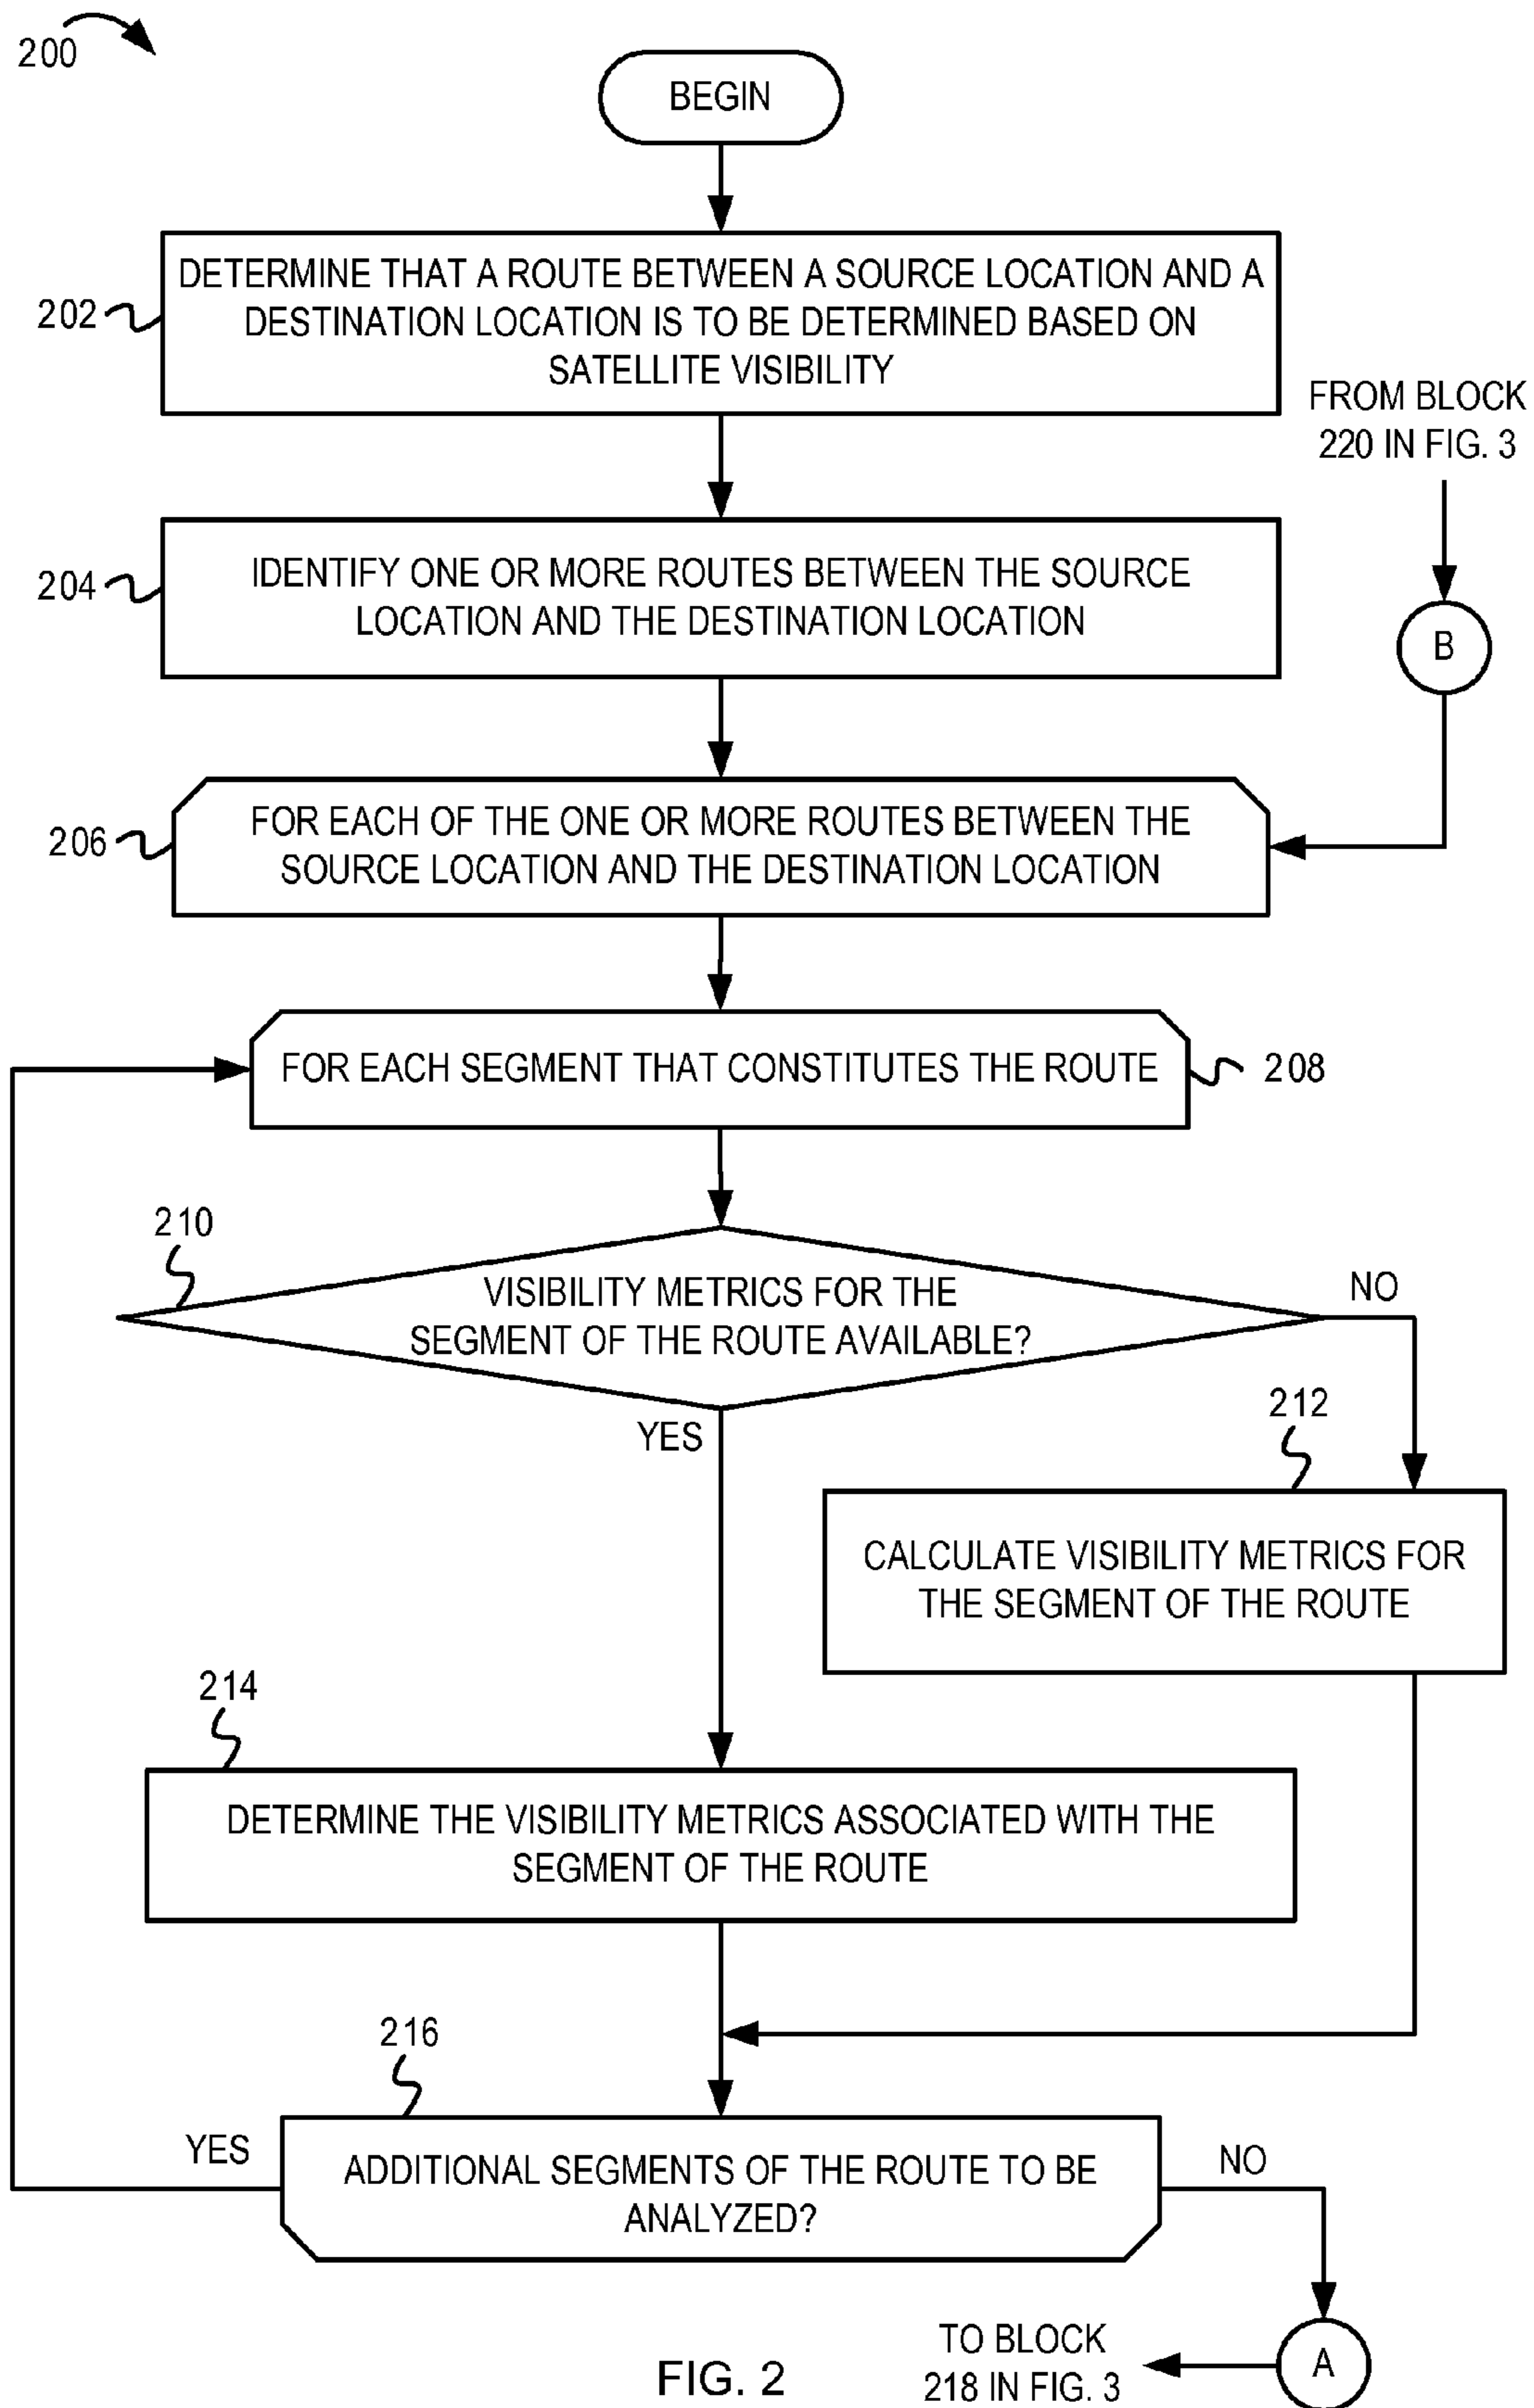 200
BEGIN
202
DETERMINE THAT A ROUTE BETWEEN A SOURCE LOCATION AND A
DESTINATION LOCATION IS TO BE DETERMINED BASED ON
SATELLITE VISIBILITY
FROM BLOCK
220 IN FIG. 3
204
IDENTIFY ONE OR MORE ROUTES BETWEEN THE SOURCE
LOCATION AND THE DESTINATION LOCATION
B
206
FOR EACH OF THE ONE OR MORE ROUTES BETWEEN THE
SOURCE LOCATION AND THE DESTINATION LOCATION
FOR EACH SEGMENT THAT CONSTITUTES THE ROUTE
208
210
VISIBILITY METRICS FOR THE
SEGMENT OF THE ROUTE AVAILABLE?
NO
YES
212
CALCULATE VISIBILITY METRICS FOR
THE SEGMENT OF THE ROUTE
214
DETERMINE THE VISIBILITY METRICS ASSOCIATED WITH THE
SEGMENT OF THE ROUTE
216
YES
ADDITIONAL SEGMENTS OF THE ROUTE TO BE
ANALYZED?
NO
TO BLOCK
218 IN FIG. 3
A
FIG. 2